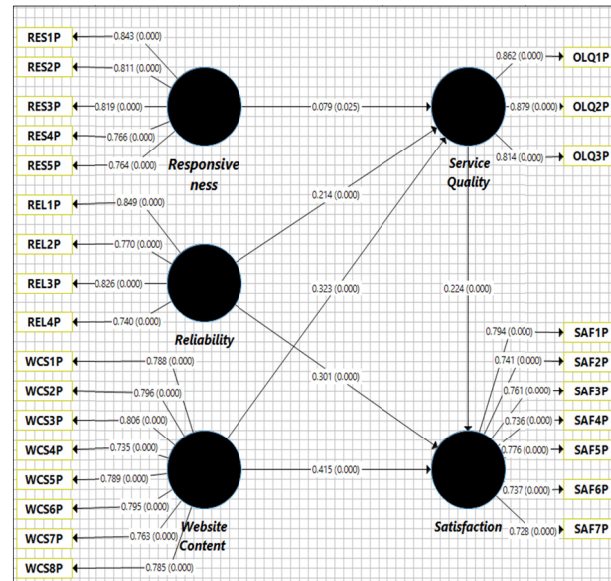 RES1P
0.843 (0.000)
RES2P
0.811 (0.000)
RES3P
0.819 (0.000)
RES4P
0.766 (0.000)
RES5P
0.764 (0.000)
Responsive
ness
0.079 (0.025)
0.862 (0.000)
OLQ1P
0.879 (0.000)
OLQ2P
0.814 (0.000)
OLQ3P
Service
Quality
REL1P
0.849 (0.000)
REL2P
0.770 (0.000)
REL3P
0.826 (0.000)
REL4P
0.740 (0.000)
Reliability
0.214 (0.000)
0.323 (0.000)
0.224 (0.000)
0.301 (0.000)
WCS1P
0.788 (0.000)
WCS2P
0.796 (0.000)
WCS3P
0.806 (0.000)
WCS4P
0.735 (0.000)
WCS5P
0.789 (0.000)
WCS6P
0.795 (0.000)
WCS7P
0.763 (0.000)
WCS8P
0.785 (0.000)
Website
Content
0.415 (0.000)
0.794 (0.000)
SAF1P
0.741 (0.000)
SAF2P
0.761 (0.000)
SAF3P
0.736 (0.000)
SAF4P
0.776 (0.000)
SAF5P
0.737 (0.000)
SAF6P
0.728 (0.000)
SAF7P
Satisfaction